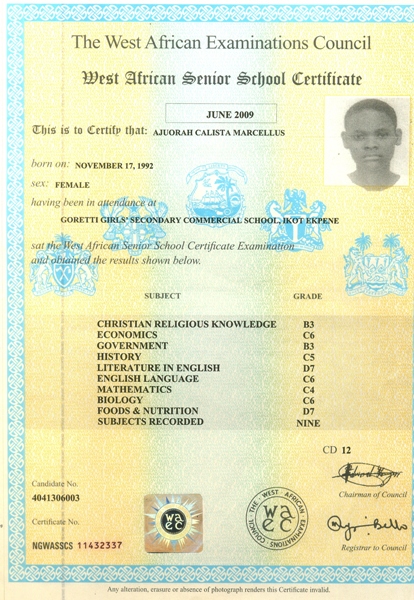 The West African Examinations Council
West African Senior School Certificate
JUNE 2009
This is to Certify that: AJUORAH CALISTA MARCELLUS
born on: NOVEMBER 17, 1992
sex: FEMALE
having been in attendance at
GORETTI GIRLS' SECONDARY COMMERCIAL SCHOOL, IKOT EKPENE
sat the West African Senior School Certificate Examination
and obtained the results shown below.
SUBJECT GRADE
CHRISTIAN RELIGIOUS KNOWLEDGE B3
ECONOMICS C6
GOVERNMENT B3
HISTORY C5
LITERATURE IN ENGLISH D7
ENGLISH LANGUAGE C6
MATHEMATICS C4
BIOLOGY C6
FOODS & NUTRITION D7
SUBJECTS RECORDED NINE
CD 12
Candidate No.
4041306003
Chairman of Council
Certificate No.
NGWASSCS 11432337
waec
THE WEST AFRICAN EXAMINATIONS COUNCIL
waec
Registrar to Council
Any alteration, erasure or absence of photograph renders this Certificate invalid.